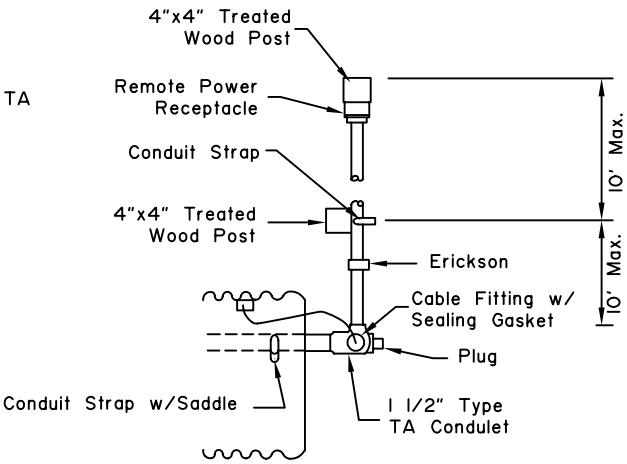 4"x4" Treated
Wood Post
TA
Remote Power
Receptacle
Conduit Strap
10' Max.
4"x4" Treated
Wood Post
Erickson
10' Max.
Cable Fitting w/
Sealing Gasket
Plug
Conduit Strap w/Saddle
1 1/2" Type
TA Condulet